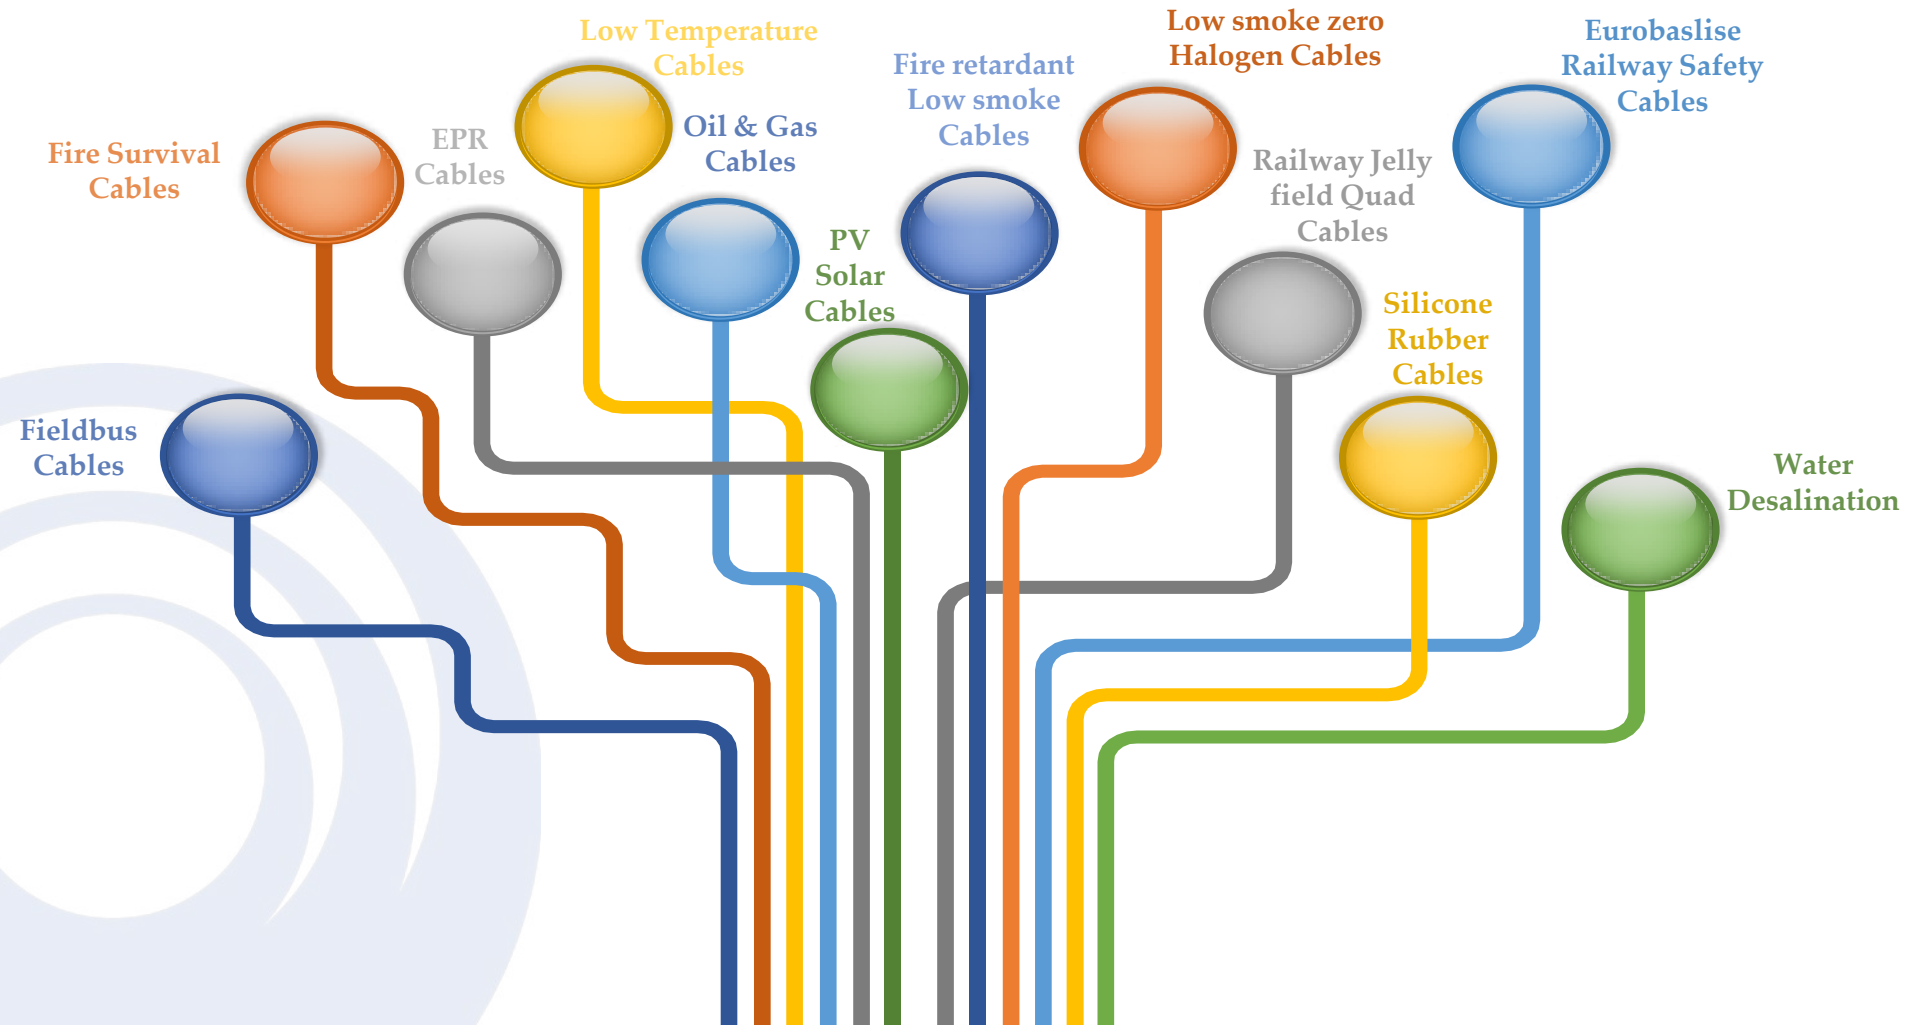 Low Temperature
Cables
Low smoke zero
Halogen Cables
Eurobaslise
Railway Safety
Cables
Fire retardant
Low smoke
Cables
Oil & Gas
Cables
EPR
Cables
Fire Survival
Cables
Railway Jelly
field Quad
Cables
PV
Solar
Cables
Silicone
Rubber
Cables
Fieldbus
Cables
Water
Desalination